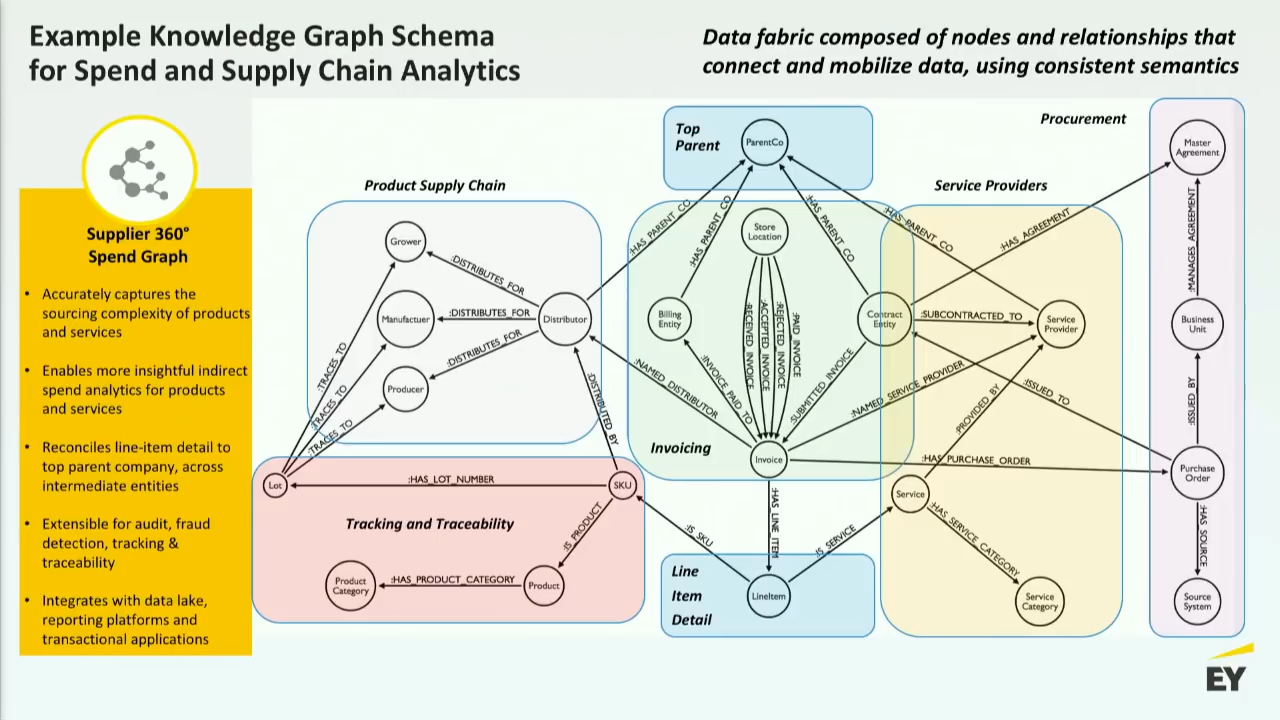 Example Knowledge Graph Schema
for Spend and Supply Chain Analytics
Data fabric composed of nodes and relationships that
connect and mobilize data, using consistent semantics
Supplier 360°
Spend Graph
• Accurately captures the
sourcing complexity of products
and services
• Enables more insightful indirect
spend analytics for products
and services
• Reconciles line-item detail to
top parent company, across
intermediate entities
• Extensible for audit, fraud
detection, tracking &
traceability
• Integrates with data lake,
reporting platforms and
transactional applications
Product Supply Chain
Grower
Manufactuer
Producer
Distributor
:DISTRIBUTES_FOR
:DISTRIBUTES_FOR
:DISTRIBUTES_FOR
:TRACES_TO
:TRACES_TO
:TRACES_TO
:DISTRIBUTED_BY
Lot
:HAS_LOT_NUMBER
SKU
Tracking and Traceability
:IS_PRODUCT
Product
Category
:HAS_PRODUCT_CATEGORY
Product
Top
Parent
ParentCo
:HAS_PARENT_CO
:HAS_PARENT_CO
:HAS_PARENT_CO
:HAS_PARENT_CO
Store
Location
Billing
Entity
:RECEIVED_INVOICE
:ACCEPTED_INVOICE
:REJECTED_INVOICE
:PAID_INVOICE
Contract
Entity
:NAMED_DISTRIBUTOR
:INVOICE_PAID_TO
:SUBMITTED_INVOICE
Invoicing
Invoice
:HAS_LINE_ITEM
:IS_SKU
:IS_SERVICE
Line
Item
Detail
LineItem
Service Providers
:HAS_AGREEMENT
:SUBCONTRACTED_TO
Service
Provider
:NAMED_SERVICE_PROVIDER
:PROVIDED_BY
:ISSUED_TO
:HAS_PURCHASE_ORDER
Service
:HAS_SERVICE_CATEGORY
Service
Category
Procurement
Master
Agreement
:MANAGES_AGREEMENT
Business
Unit
:ISSUED_BY
Purchase
Order
:HAS_SOURCE
Source
System
EY